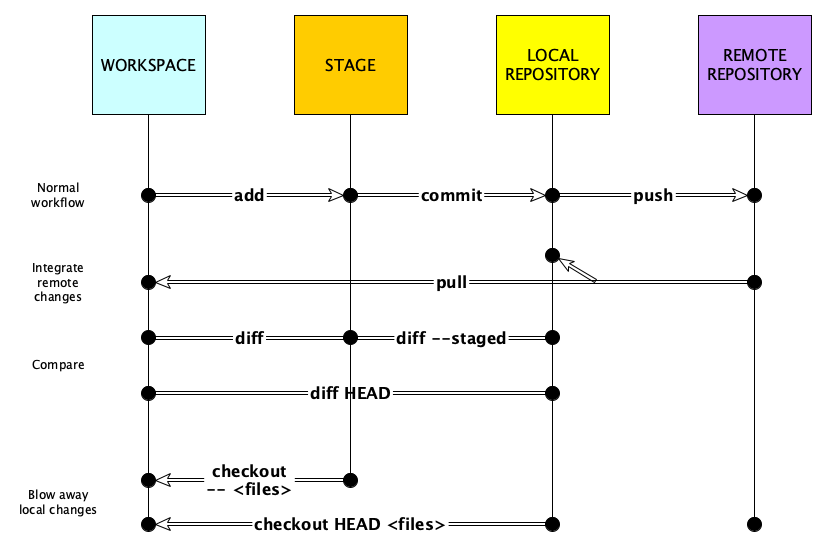 WORKSPACE
STAGE
LOCAL
REPOSITORY
REMOTE
REPOSITORY
Normal
workflow
add
commit
push
Integrate
remote
changes
pull
Compare
diff
diff --staged
diff HEAD
Blow away
local changes
checkout
-- <files>
checkout HEAD <files>